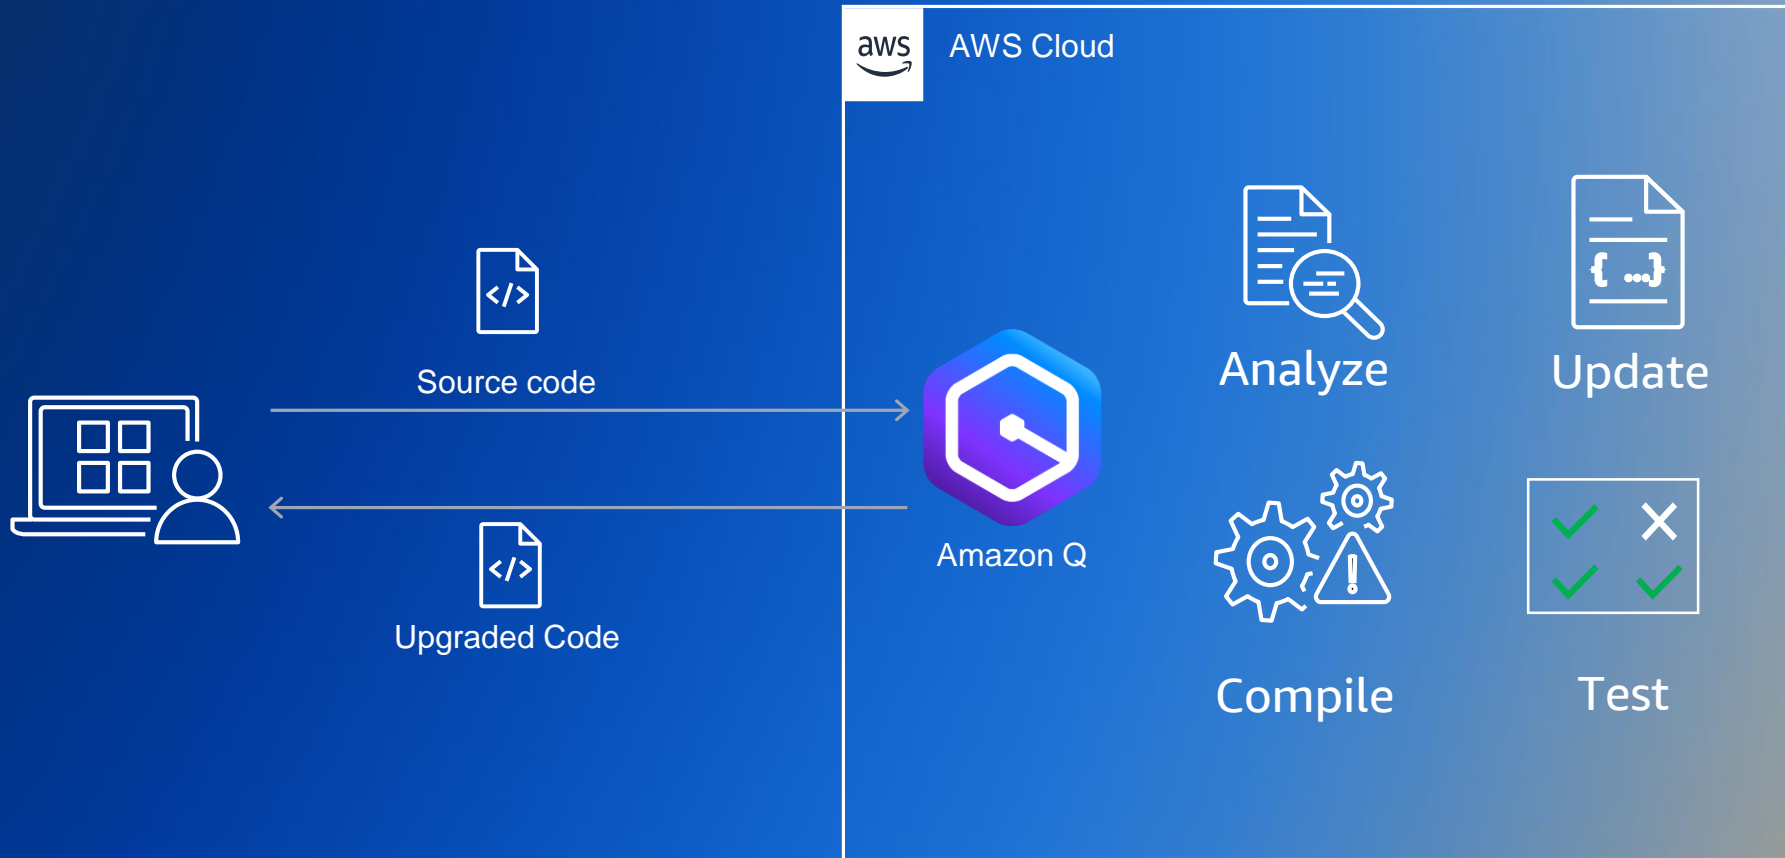 aws
AWS Cloud
</>
Source code
Analyze
Update
{ ...}
Amazon Q
</>
Upgraded Code
!
Compile
Test